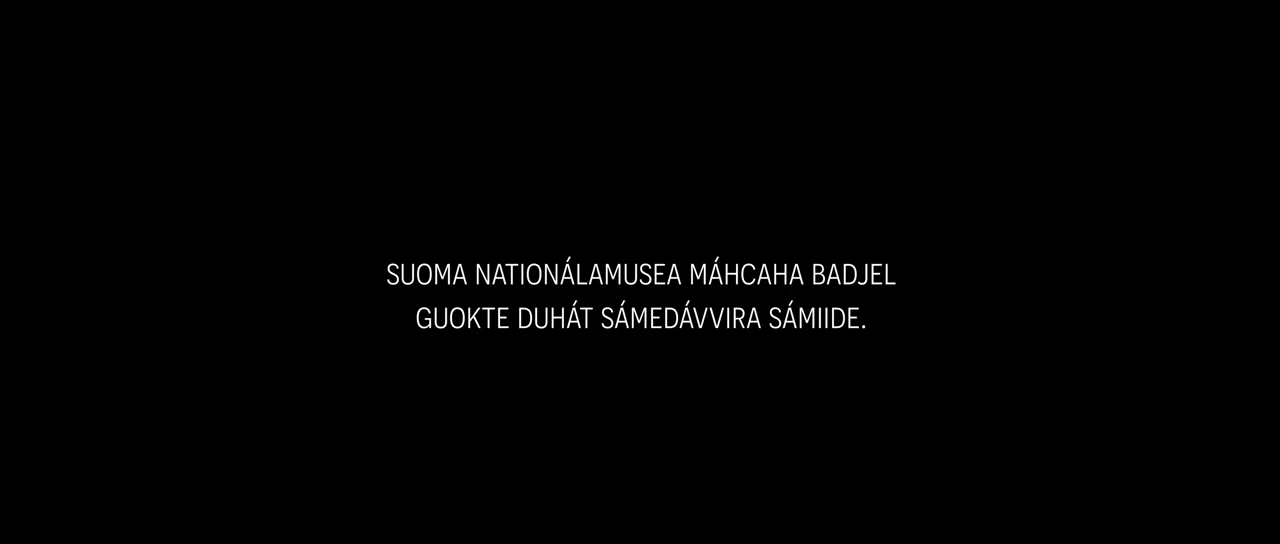 SUOMA NATIONÁLAMUSEA MÁHCAHA BADJEL
GUOKTE DUHÁT SÁMEDÁVVIRA SÁMIIDE.